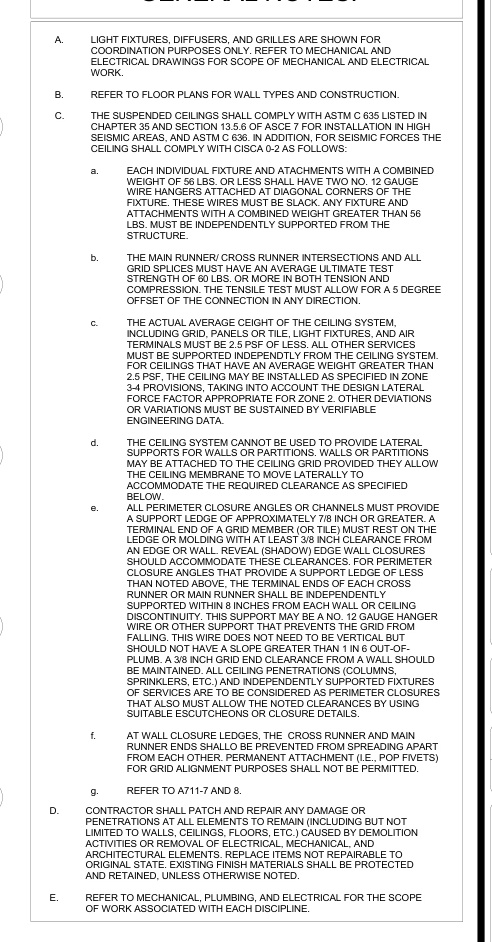 GENERAL NOTES:
A. LIGHT FIXTURES, DIFFUSERS, AND GRILLES ARE SHOWN FOR
COORDINATION PURPOSES ONLY. REFER TO MECHANICAL AND
ELECTRICAL DRAWINGS FOR SCOPE OF MECHANICAL AND ELECTRICAL
WORK.
B. REFER TO FLOOR PLANS FOR WALL TYPES AND CONSTRUCTION.
C. THE SUSPENDED CEILINGS SHALL COMPLY WITH ASTM C 635 LISTED IN
CHAPTER 35 AND SECTION 13.5.6 OF ASCE 7 FOR INSTALLATION IN HIGH
SEISMIC AREAS, AND ASTM C 636. IN ADDITION, FOR SEISMIC FORCES THE
CEILING SHALL COMPLY WITH CISCA 0-2 AS FOLLOWS:
a. EACH INDIVIDUAL FIXTURE AND ATACHMENTS WITH A COMBINED
WEIGHT OF 56 LBS. OR LESS SHALL HAVE TWO NO. 12 GAUGE
WIRE HANGERS ATTACHED AT DIAGONAL CORNERS OF THE
FIXTURE. THESE WIRES MUST BE SLACK. ANY FIXTURE AND
ATTACHMENTS WITH A COMBINED WEIGHT GREATER THAN 56
LBS. MUST BE INDEPENDENTLY SUPPORTED FROM THE
STRUCTURE.
b. THE MAIN RUNNER/ CROSS RUNNER INTERSECTIONS AND ALL
GRID SPLICES MUST HAVE AN AVERAGE ULTIMATE TEST
STRENGTH OF 60 LBS. OR MORE IN BOTH TENSION AND
COMPRESSION. THE TENSILE TEST MUST ALLOW FOR A 5 DEGREE
OFFSET OF THE CONNECTION IN ANY DIRECTION.
c. THE ACTUAL AVERAGE CEIGHT OF THE CEILING SYSTEM,
INCLUDING GRID, PANELS OR TILE, LIGHT FIXTURES, AND AIR
TERMINALS MUST BE 2.5 PSF OF LESS. ALL OTHER SERVICES
MUST BE SUPPORTED INDEPENDTLY FROM THE CEILING SYSTEM.
FOR CEILINGS THAT HAVE AN AVERAGE WEIGHT GREATER THAN
2.5 PSF, THE CEILING MAY BE INSTALLED AS SPECIFIED IN ZONE
3-4 PROVISIONS, TAKING INTO ACCOUNT THE DESIGN LATERAL
FORCE FACTOR APPROPRIATE FOR ZONE 2. OTHER DEVIATIONS
OR VARIATIONS MUST BE SUSTAINED BY VERIFIABLE
ENGINEERING DATA.
d. THE CEILING SYSTEM CANNOT BE USED TO PROVIDE LATERAL
SUPPORTS FOR WALLS OR PARTITIONS. WALLS OR PARTITIONS
MAY BE ATTACHED TO THE CEILING GRID PROVIDED THEY ALLOW
THE CEILING MEMBRANE TO MOVE LATERALLY TO
ACCOMMODATE THE REQUIRED CLEARANCE AS SPECIFIED
BELOW.
e. ALL PERIMETER CLOSURE ANGLES OR CHANNELS MUST PROVIDE
A SUPPORT LEDGE OF APPROXIMATELY 7/8 INCH OR GREATER. A
TERMINAL END OF A GRID MEMBER (OR TILE) MUST REST ON THE
LEDGE OR MOLDING WITH AT LEAST 3/8 INCH CLEARANCE FROM
AN EDGE OR WALL. REVEAL (SHADOW) EDGE WALL CLOSURES
SHOULD ACCOMMODATE THESE CLEARANCES. FOR PERIMETER
CLOSURE ANGLES THAT PROVIDE A SUPPORT LEDGE OF LESS
THAN NOTED ABOVE, THE TERMINAL ENDS OF EACH CROSS
RUNNER OR MAIN RUNNER SHALL BE INDEPENDENTLY
SUPPORTED WITHIN 8 INCHES FROM EACH WALL OR CEILING
DISCONTINUITY. THIS SUPPORT MAY BE A NO. 12 GAUGE HANGER
WIRE OR OTHER SUPPORT THAT PREVENTS THE GRID FROM
FALLING. THIS WIRE DOES NOT NEED TO BE VERTICAL BUT
SHOULD NOT HAVE A SLOPE GREATER THAN 1 IN 6 OUT-OF-
PLUMB. A 3/8 INCH GRID END CLEARANCE FROM A WALL SHOULD
BE MAINTAINED. ALL CEILING PENETRATIONS (COLUMNS,
SPRINKLERS, ETC.) AND INDEPENDENTLY SUPPORTED FIXTURES
OF SERVICES ARE TO BE CONSIDERED AS PERIMETER CLOSURES
THAT ALSO MUST ALLOW THE NOTED CLEARANCES BY USING
SUITABLE ESCUTCHEONS OR CLOSURE DETAILS.
f. AT WALL CLOSURE LEDGES, THE CROSS RUNNER AND MAIN
RUNNER ENDS SHALLO BE PREVENTED FROM SPREADING APART
FROM EACH OTHER. PERMANENT ATTACHMENT (I.E., POP FIVETS)
FOR GRID ALIGNMENT PURPOSES SHALL NOT BE PERMITTED.
g. REFER TO A711-7 AND 8.
D. CONTRACTOR SHALL PATCH AND REPAIR ANY DAMAGE OR
PENETRATIONS AT ALL ELEMENTS TO REMAIN (INCLUDING BUT NOT
LIMITED TO WALLS, CEILINGS, FLOORS, ETC.) CAUSED BY DEMOLITION
ACTIVITIES OR REMOVAL OF ELECTRICAL, MECHANICAL, AND
ARCHITECTURAL ELEMENTS. REPLACE ITEMS NOT REPAIRABLE TO
ORIGINAL STATE. EXISTING FINISH MATERIALS SHALL BE PROTECTED
AND RETAINED, UNLESS OTHERWISE NOTED.
E. REFER TO MECHANICAL, PLUMBING, AND ELECTRICAL FOR THE SCOPE
OF WORK ASSOCIATED WITH EACH DISCIPLINE.